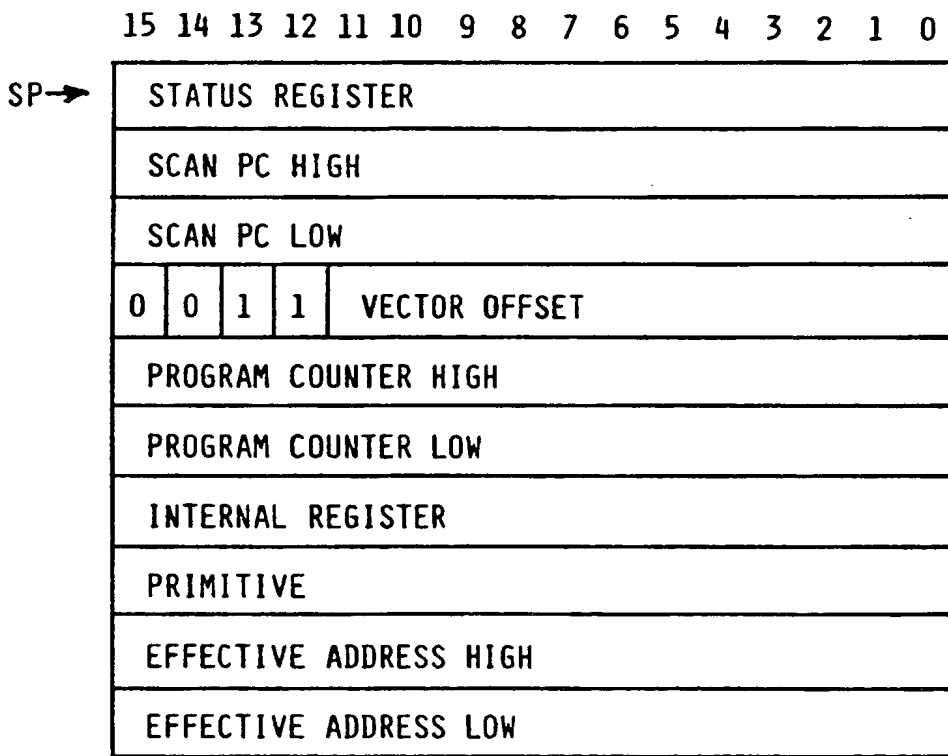 15 14 13 12 11 10 9 8 7 6 5 4 3 2 1 0
SP→ STATUS REGISTER
SCAN PC HIGH
SCAN PC LOW
0 0 1 1 VECTOR OFFSET
PROGRAM COUNTER HIGH
PROGRAM COUNTER LOW
INTERNAL REGISTER
PRIMITIVE
EFFECTIVE ADDRESS HIGH
EFFECTIVE ADDRESS LOW